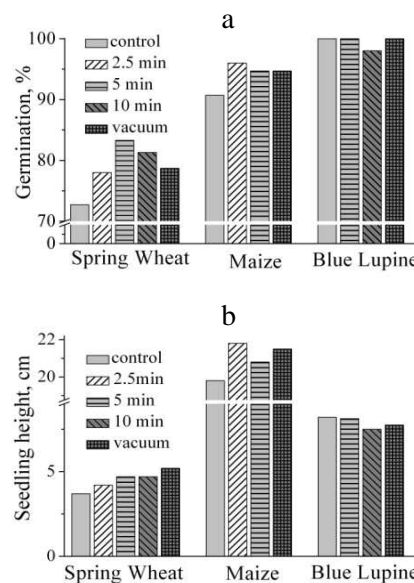 a
100
90
80
70
0
Germination, %
control
2.5 min
5 min
10 min
vacuum
Spring Wheat Maize Blue Lupine
b
22
20
5
0
Seedling height, cm
control
2.5min
5 min
10 min
vacuum
Spring Wheat Maize Blue Lupine